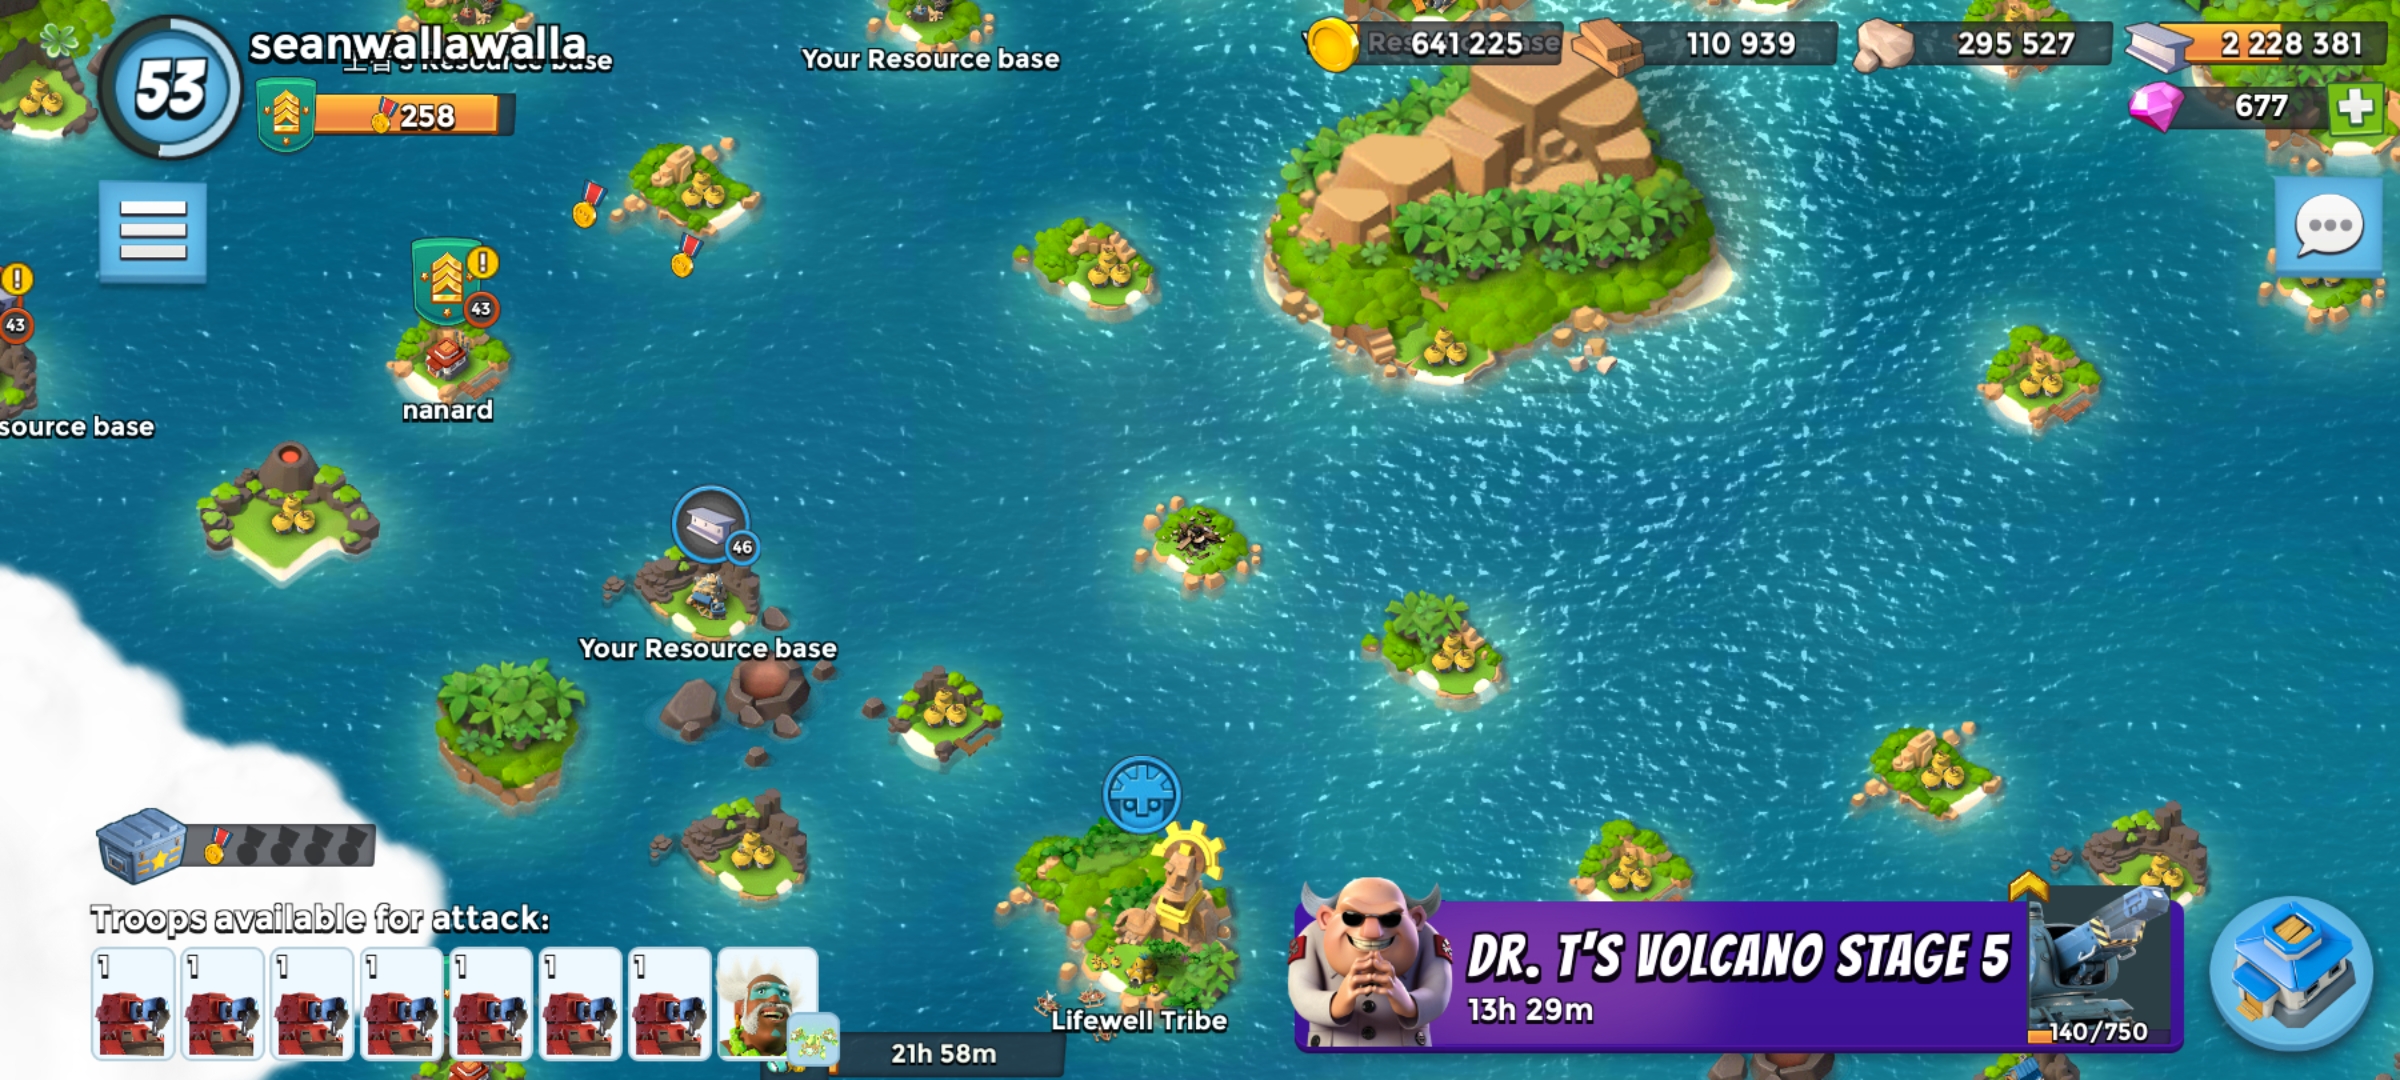 53
seanwallawalla
's Resource base
258
Your Resource base
641 225
110 939
295 527
2 228 381
677
43
43
nanard
source base
46
Your Resource base
Troops available for attack:
1
1
1
1
1
1
1
Lifewell Tribe
21h 58m
DR. T'S VOLCANO STAGE 5
13h 29m
140/750